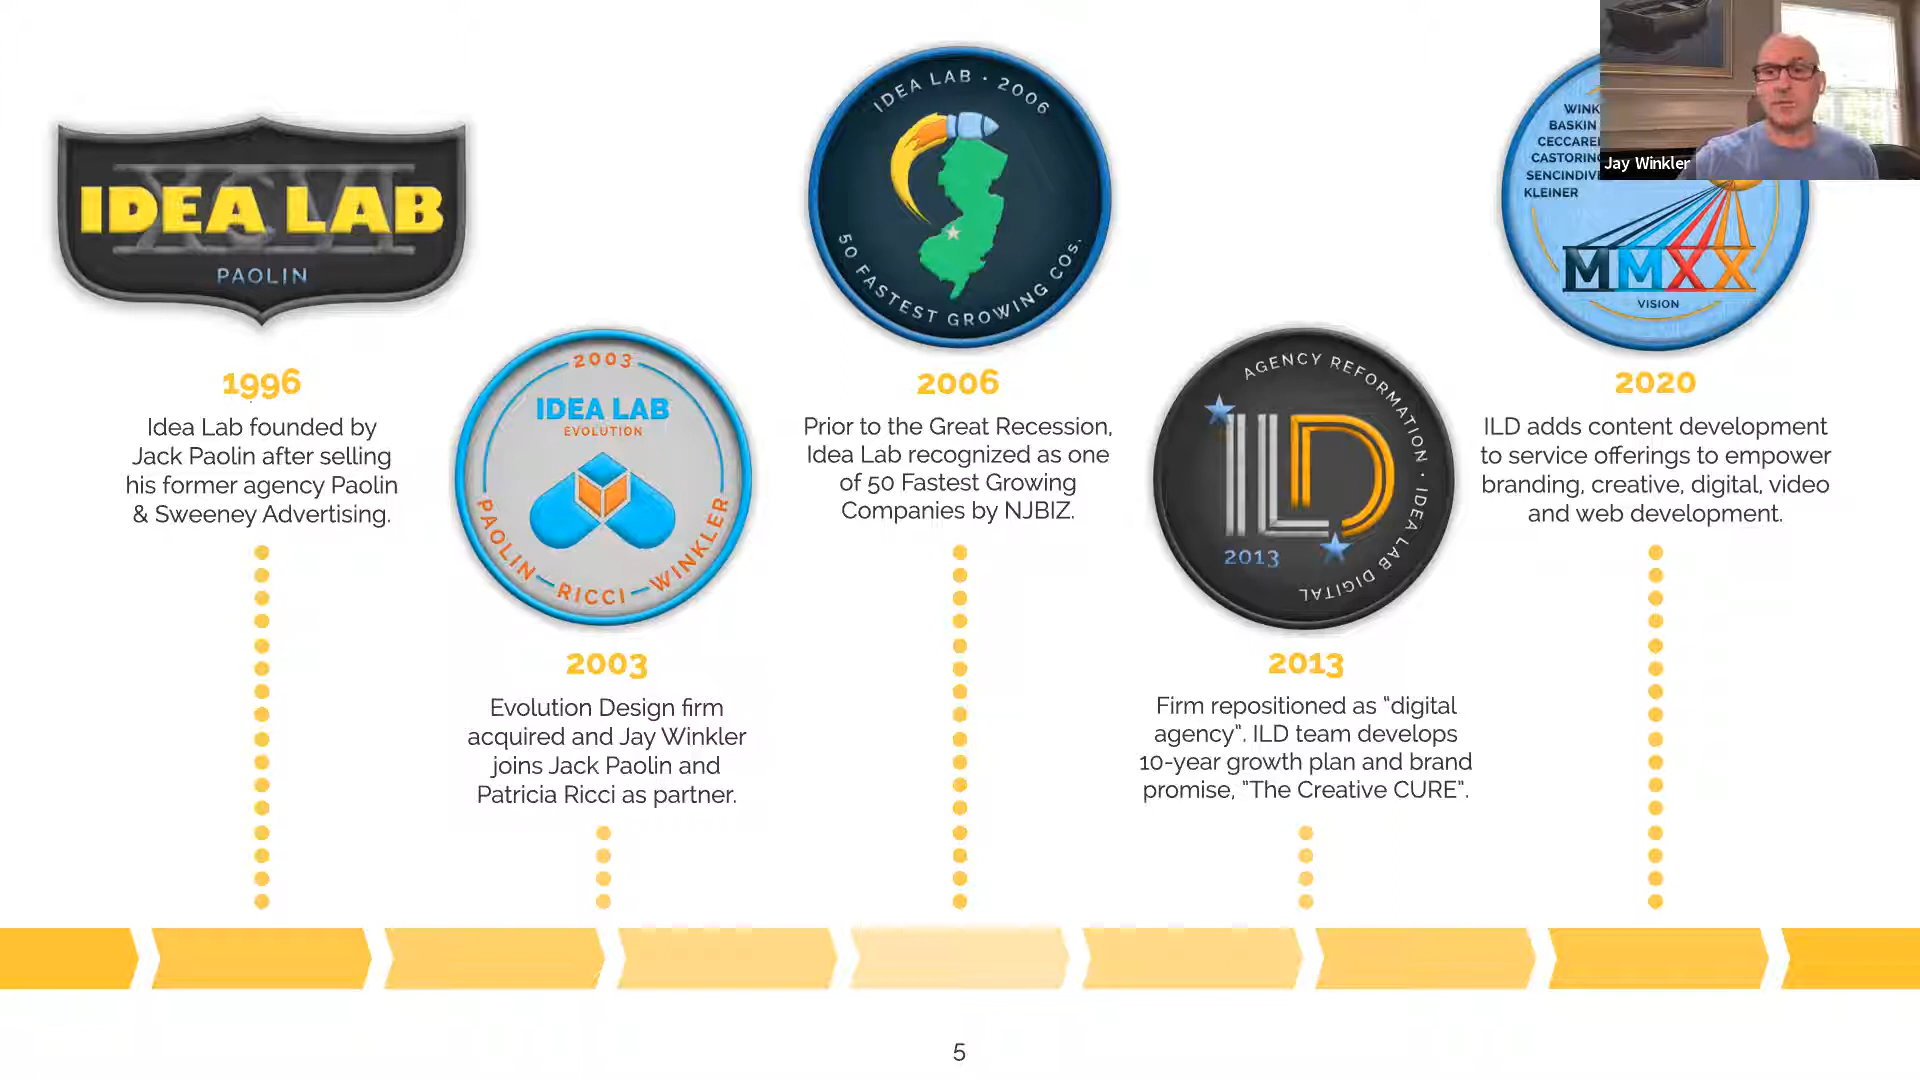 IDEA LAB
PAOLIN
1996
Idea Lab founded by
Jack Paolin after selling
his former agency Paolin
& Sweeney Advertising.
2003
IDEA LAB
EVOLUTION
PAOLIN—RICCI—WINKLER
2003
Evolution Design firm
acquired and Jay Winkler
joins Jack Paolin and
Patricia Ricci as partner.
IDEA LAB · 2006
50 FASTEST GROWING COS.
2006
Prior to the Great Recession,
Idea Lab recognized as one
of 50 Fastest Growing
Companies by NJBIZ.
AGENCY REFORMATION · IDEA LAB DIGITAL
ILD
2013
2013
Firm repositioned as “digital
agency”. ILD team develops
10-year growth plan and brand
promise, “The Creative CURE”.
WINK
BASKIN
CECCARE
CASTORIN
SENCINDIV
KLEINER
MMXX
VISION
2020
ILD adds content development
to service offerings to empower
branding, creative, digital, video
and web development.
Jay Winkler
5